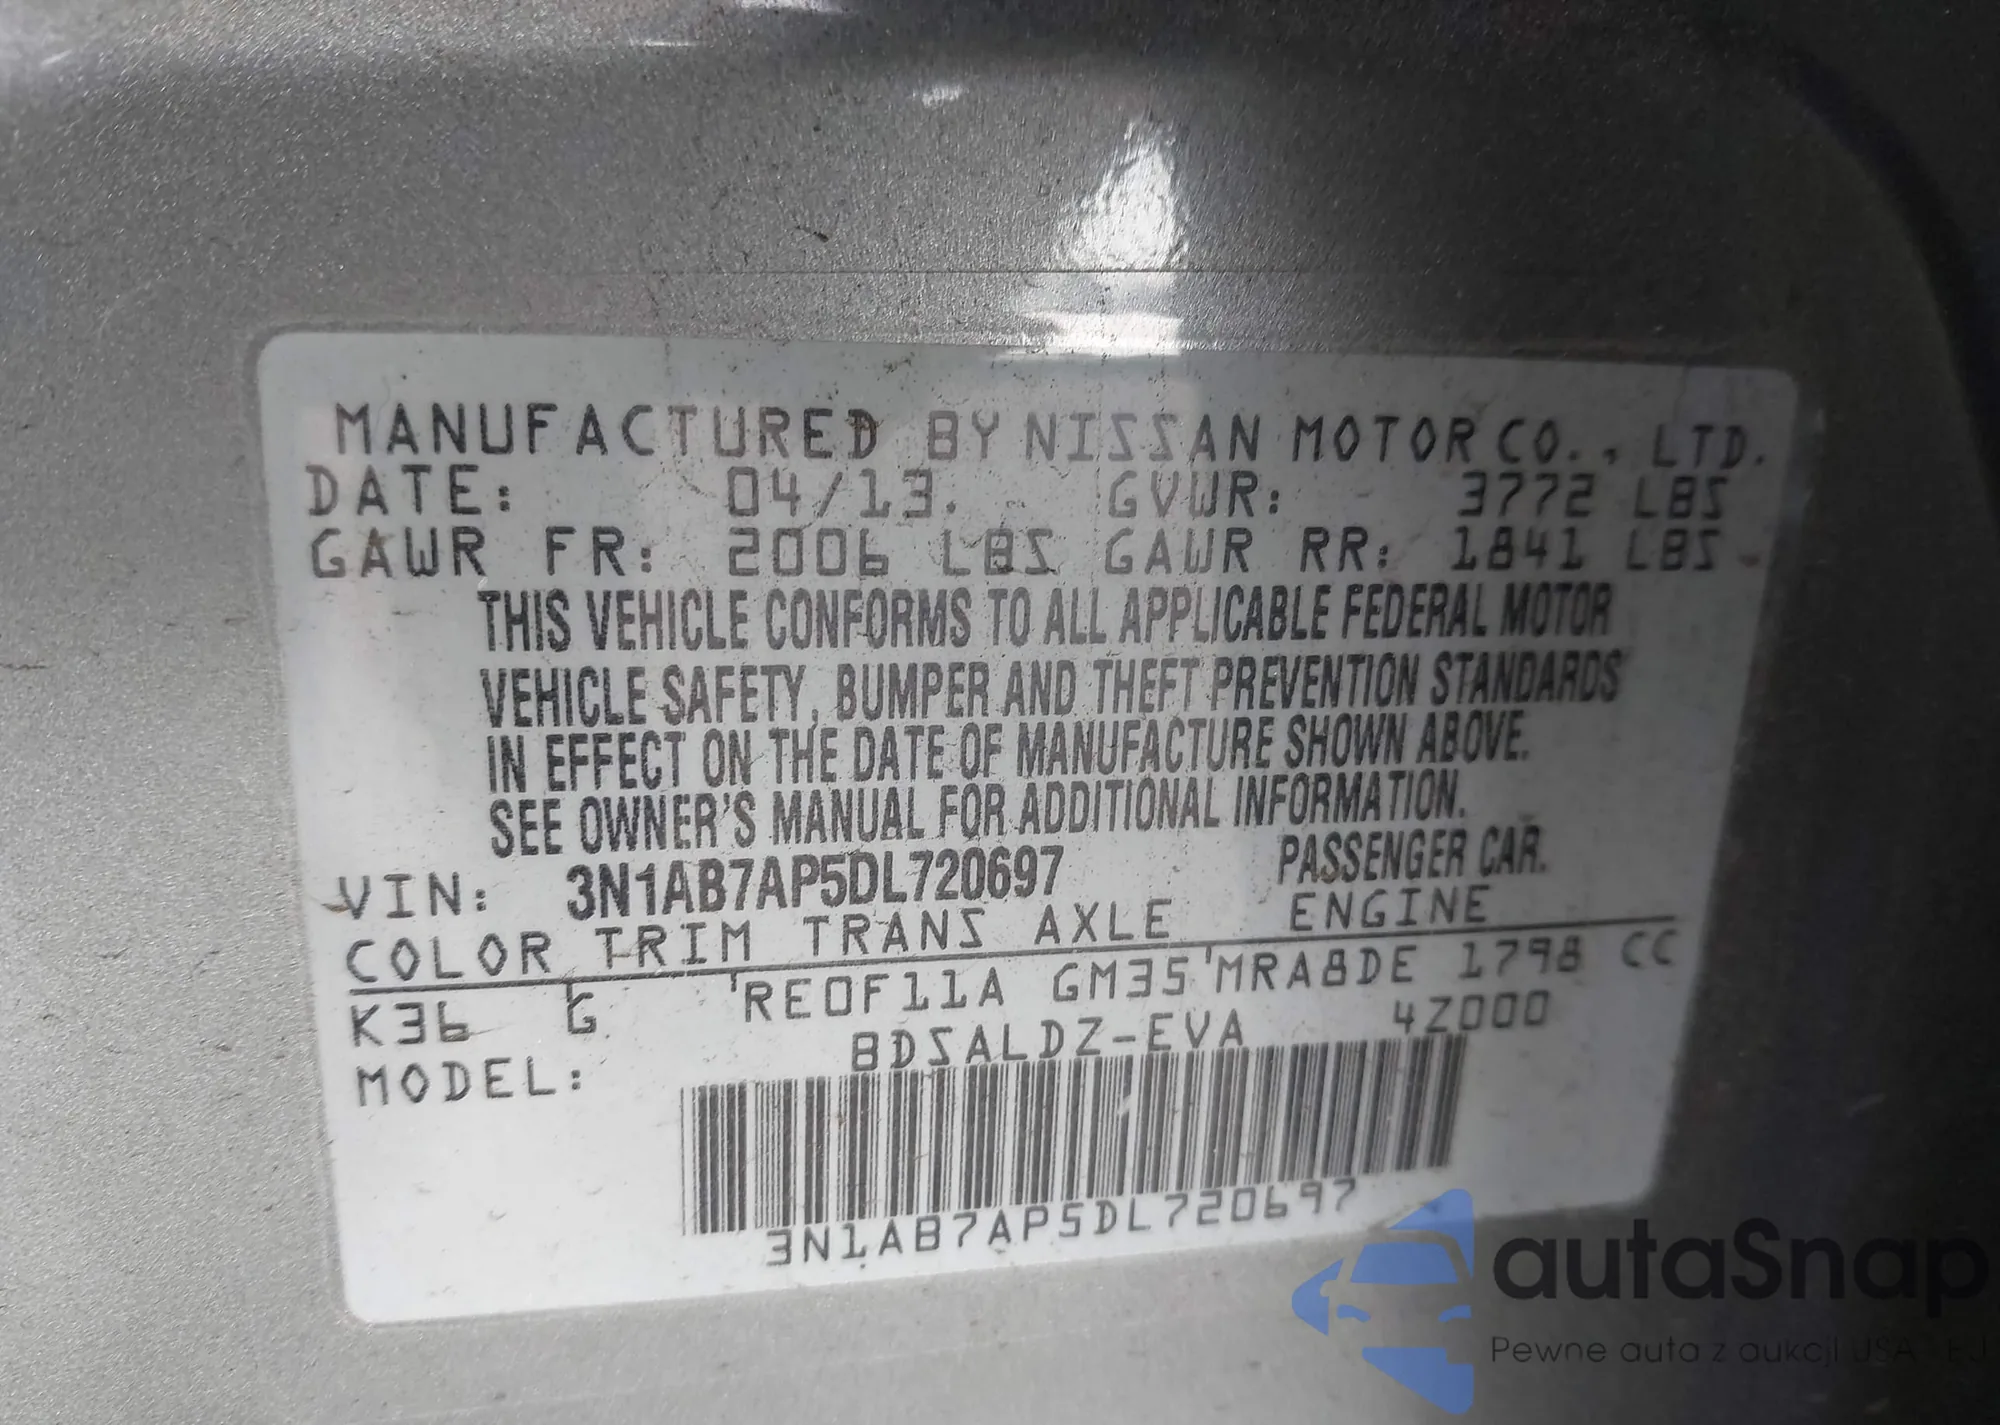 MANUFACTURED BY NISSAN MOTOR CO., LTD.
DATE: 04/13. GVWR: 3772 LBS
GAWR FR: 2006 LBS GAWR RR: 1841 LBS
THIS VEHICLE CONFORMS TO ALL APPLICABLE FEDERAL MOTOR
VEHICLE SAFETY, BUMPER AND THEFT PREVENTION STANDARDS
IN EFFECT ON THE DATE OF MANUFACTURE SHOWN ABOVE.
SEE OWNER'S MANUAL FOR ADDITIONAL INFORMATION.
VIN: 3N1AB7AP5DL720697 PASSENGER CAR.
COLOR TRIM TRANS AXLE ENGINE
K36 G RE0F11A GM35 MRA8DE 1798 CC
MODEL: BDSALDZ-EVA 4Z000
3N1AB7AP5DL720697
autaSnap
Pewne auta z aukcji USA